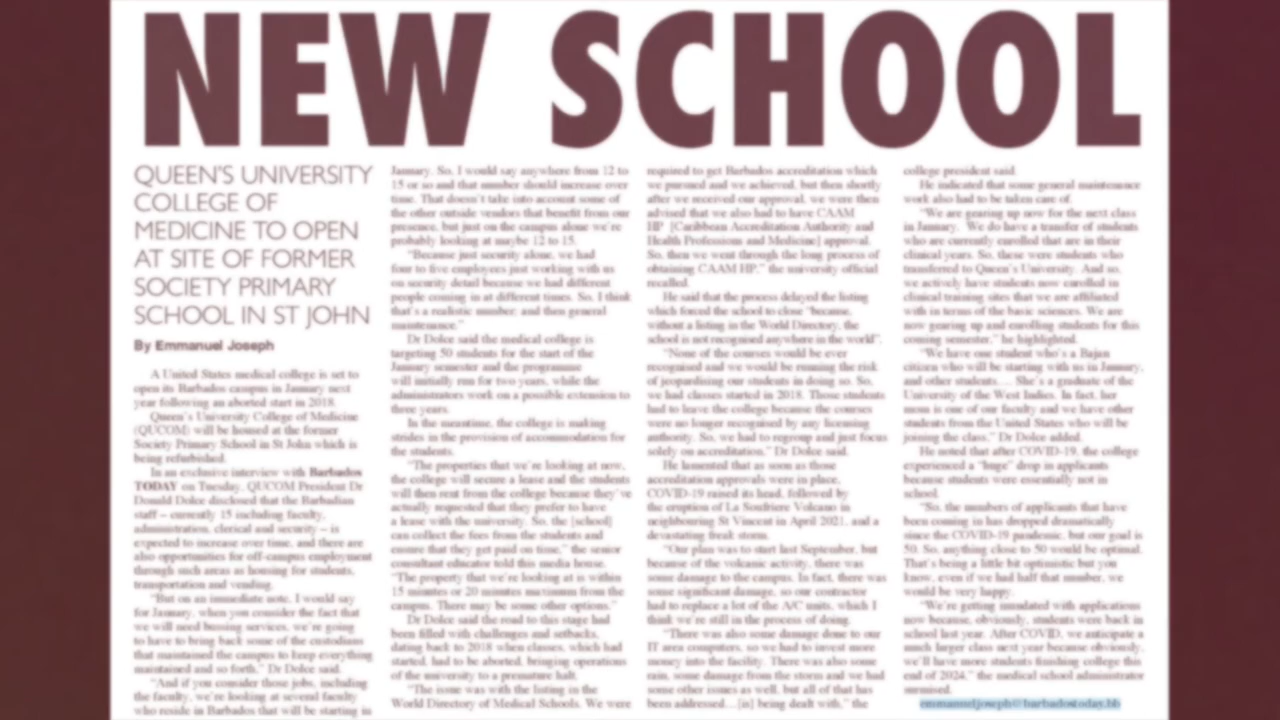 NEW SCHOOL
QUEEN'S UNIVERSITY
COLLEGE OF
MEDICINE TO OPEN
AT SITE OF FORMER
SOCIETY PRIMARY
SCHOOL IN ST JOHN
By Emmanuel Joseph
A United States medical college is set to
open its Barbados campus in January next
year following an aborted start in 2018.
Queen's University College of Medicine
(QUCOM) will be housed at the former
Society Primary School in St John which is
being refurbished.
In an exclusive interview with Barbados
TODAY on Tuesday, QUCOM President Dr
Donald Dolce disclosed that the Barbadian
staff – currently 15 including faculty,
administration, clerical and security – is
expected to increase over time, and there are
also opportunities for off-campus employment
through such areas as housing for students,
transportation and vending.
"But on an immediate note, I would say
for January, when you consider the fact that
we will need bussing services, we're going
to have to bring back some of the custodians
that maintained the campus to keep everything
maintained and so forth," Dr Dolce said.
"And if you consider those jobs, including
the faculty, we're looking at several faculty
who reside in Barbados that will be starting in
January. So, I would say anywhere from 12 to
15 or so and that number should increase over
time. That doesn't take into account some of
the other outside vendors that benefit from our
presence, but just on the campus alone we're
probably looking at maybe 12 to 15.
"Because just security alone, we had
four to five employees just working with us
on security detail because we had different
people coming in at different times. So, I think
that's a realistic number, and then general
maintenance."
Dr Dolce said the medical college is
targeting 50 students for the start of the
January semester and the programme
will initially run for two years, while the
administrators work on a possible extension to
three years.
In the meantime, the college is making
strides in the provision of accommodation for
the students.
"The properties that we're looking at now,
the college will secure a lease and the students
will then rent from the college because they've
actually requested that they prefer to have
a lease with the university. So, the [school]
can collect the fees from the students and
ensure that they get paid on time," the senior
consultant educator told this media house.
"The property that we're looking at is within
15 minutes or 20 minutes maximum from the
campus. There may be some other options."
Dr Dolce said the road to this stage had
been filled with challenges and setbacks,
dating back to 2018 when classes, which had
started, had to be aborted, bringing operations
of the university to a premature halt.
"The issue was with the listing in the
World Directory of Medical Schools. We were
required to get Barbados accreditation which
we pursued and we achieved, but then shortly
after we received our approval, we were then
advised that we also had to have CAAM
HP [Caribbean Accreditation Authority and
Health Professions and Medicine] approval.
So, then we went through the long process of
obtaining CAAM HP," the university official
recalled.
He said that the process delayed the listing
which forced the school to close "because,
without a listing in the World Directory, the
school is not recognised anywhere in the world".
"None of the courses would be ever
recognised and we would be running the risk
of jeopardising our students in doing so. So,
we had classes started in 2018. Those students
had to leave the college because the courses
were no longer recognised by any licensing
authority. So, we had to regroup and just focus
solely on accreditation," Dr Dolce said.
He lamented that as soon as those
accreditation approvals were in place,
COVID-19 raised its head, followed by
the eruption of La Soufriere Volcano in
neighbouring St Vincent in April 2021, and a
devastating freak storm.
"Our plan was to start last September, but
because of the volcanic activity, there was
some damage to the campus. In fact, there was
some significant damage, so our contractor
had to replace a lot of the A/C units, which I
think we're still in the process of doing.
"There was also some damage done to our
IT area computers, so we had to invest more
money into the facility. There was also some
rain, some damage from the storm and we had
some other issues as well, but all of that has
been addressed…[is] being dealt with," the
college president said.
He indicated that some general maintenance
work also had to be taken care of.
"We are gearing up now for the next class
in January. We do have a transfer of students
who are currently enrolled that are in their
clinical years. So, these were students who
transferred to Queen's University. And so,
we actively have students now enrolled in
clinical training sites that we are affiliated
with in terms of the basic sciences. We are
now gearing up and enrolling students for this
coming semester," he highlighted.
"We have one student who's a Bajan
citizen who will be starting with us in January,
and other students…. She's a graduate of the
University of the West Indies. In fact, her
mom is one of our faculty and we have other
students from the United States who will be
joining the class," Dr Dolce added.
He noted that after COVID-19, the college
experienced a "huge" drop in applicants
because students were essentially not in
school.
"So, the numbers of applicants that have
been coming in has dropped dramatically
since the COVID-19 pandemic, but our goal is
50. So, anything close to 50 would be optimal.
That's being a little bit optimistic but you
know, even if we had half that number, we
would be very happy.
"We're getting inundated with applications
now because, obviously, students were back in
school last year. After COVID, we anticipate a
much larger class next year because obviously,
we'll have more students finishing college this
end of 2024," the medical school administrator
surmised.
emmanueljoseph@barbadostoday.bb